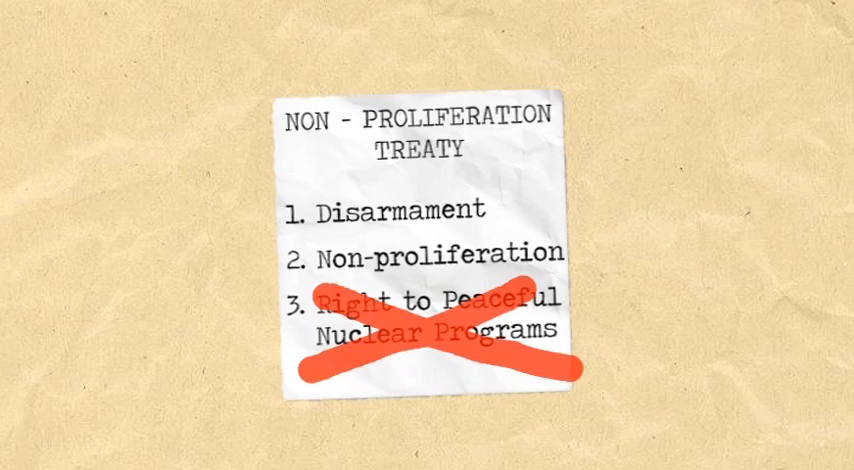 NON - PROLIFERATION
TREATY
1. Disarmament
2. Non-proliferation
3. Right to Peaceful
Nuclear Programs